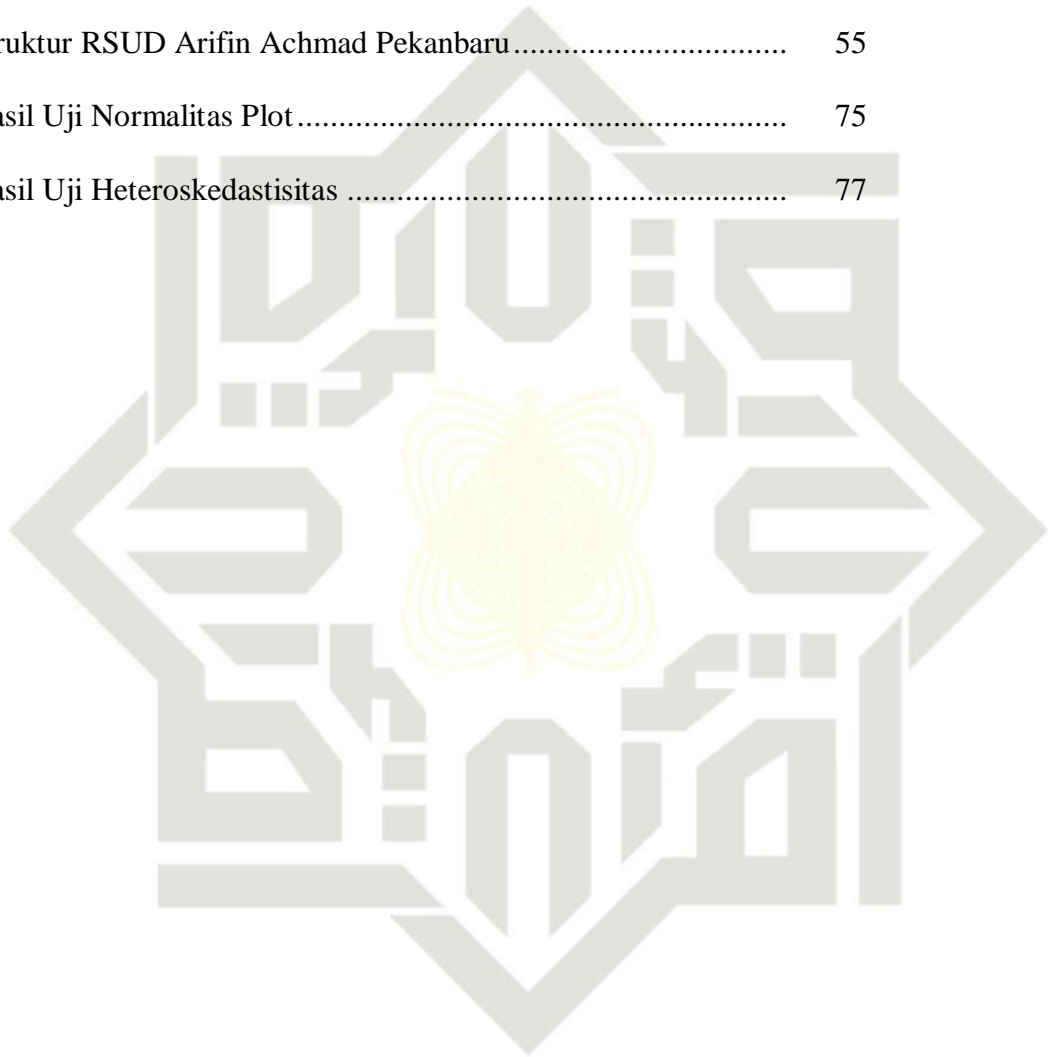 ruktur RSUD Arifin Achmad Pekanbaru.................................. 55
asil Uji Normalitas Plot............................................................ 75
asil Uji Heteroskedastisitas ...................................................... 77